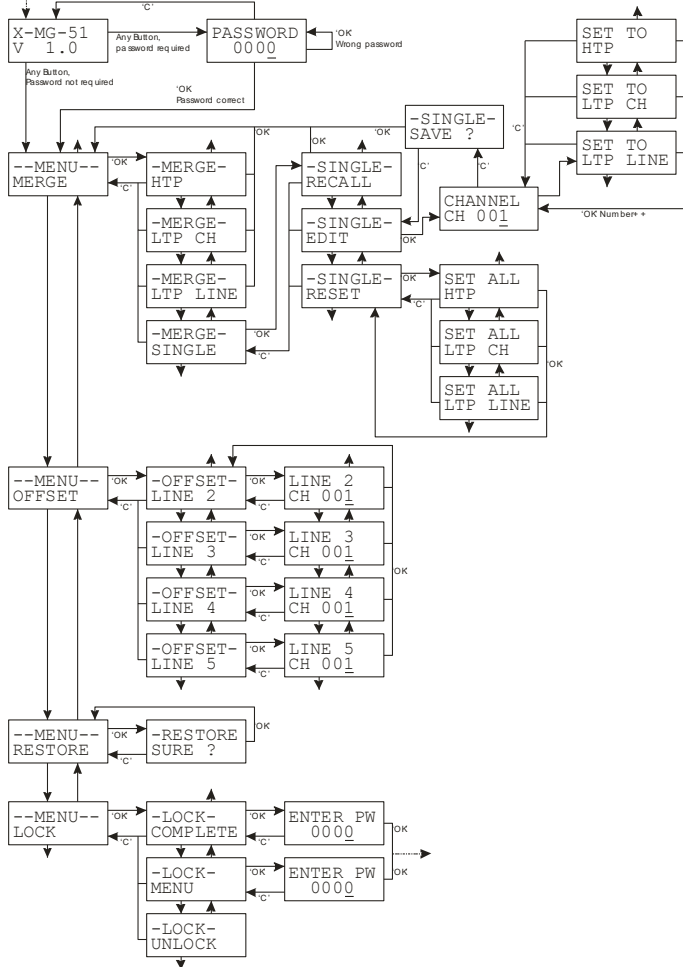 'C'
X-MG-51
V 1.0
Any Button,
password required
PASSWORD
0000
'OK'
Wrong password
Any Button,
Password not required
'OK
Password correct
--MENU--
MERGE
'OK
'C'
-MERGE-
HTP
-MERGE-
LTP CH
-MERGE-
LTP LINE
-MERGE-
SINGLE
'OK
'OK
'C'
'OK
-SINGLE-
RECALL
-SINGLE-
EDIT
-SINGLE-
RESET
'OK
'OK
-SINGLE-
SAVE ?
'C'
'C'
OK
CHANNEL
CH 001
'C'
SET TO
HTP
SET TO
LTP CH
SET TO
LTP LINE
'OK Number+ +
'OK
'C'
SET ALL
HTP
SET ALL
LTP CH
SET ALL
LTP LINE
'OK
--MENU--
OFFSET
'OK
'C'
-OFFSET-
LINE 2
'OK
'C'
LINE 2
CH 001
-OFFSET-
LINE 3
'OK
'C'
LINE 3
CH 001
-OFFSET-
LINE 4
'OK
'C'
LINE 4
CH 001
-OFFSET-
LINE 5
'OK
'C'
LINE 5
CH 001
OK
--MENU--
RESTORE
'OK
'C'
-RESTORE
SURE ?
OK
--MENU--
LOCK
'OK
'C'
-LOCK-
COMPLETE
'OK
'C'
ENTER PW
0000
OK
-LOCK-
MENU
'OK
'C'
ENTER PW
0000
OK
-LOCK-
UNLOCK